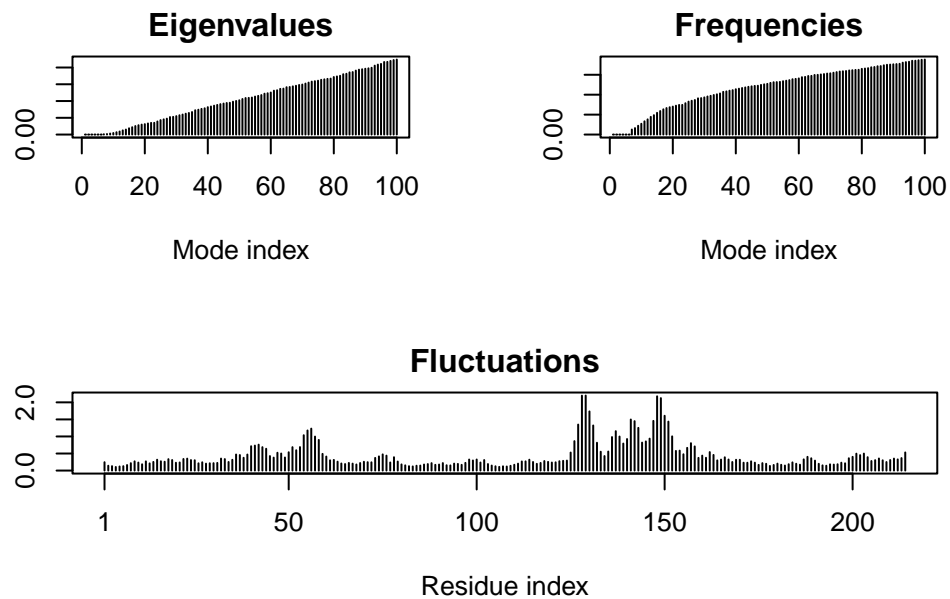 Eigenvalues
0.00
0 20 40 60 80 100
Mode index
Frequencies
0.00
0 20 40 60 80 100
Mode index
Fluctuations
2.0
0.0
1 50 100 150 200
Residue index